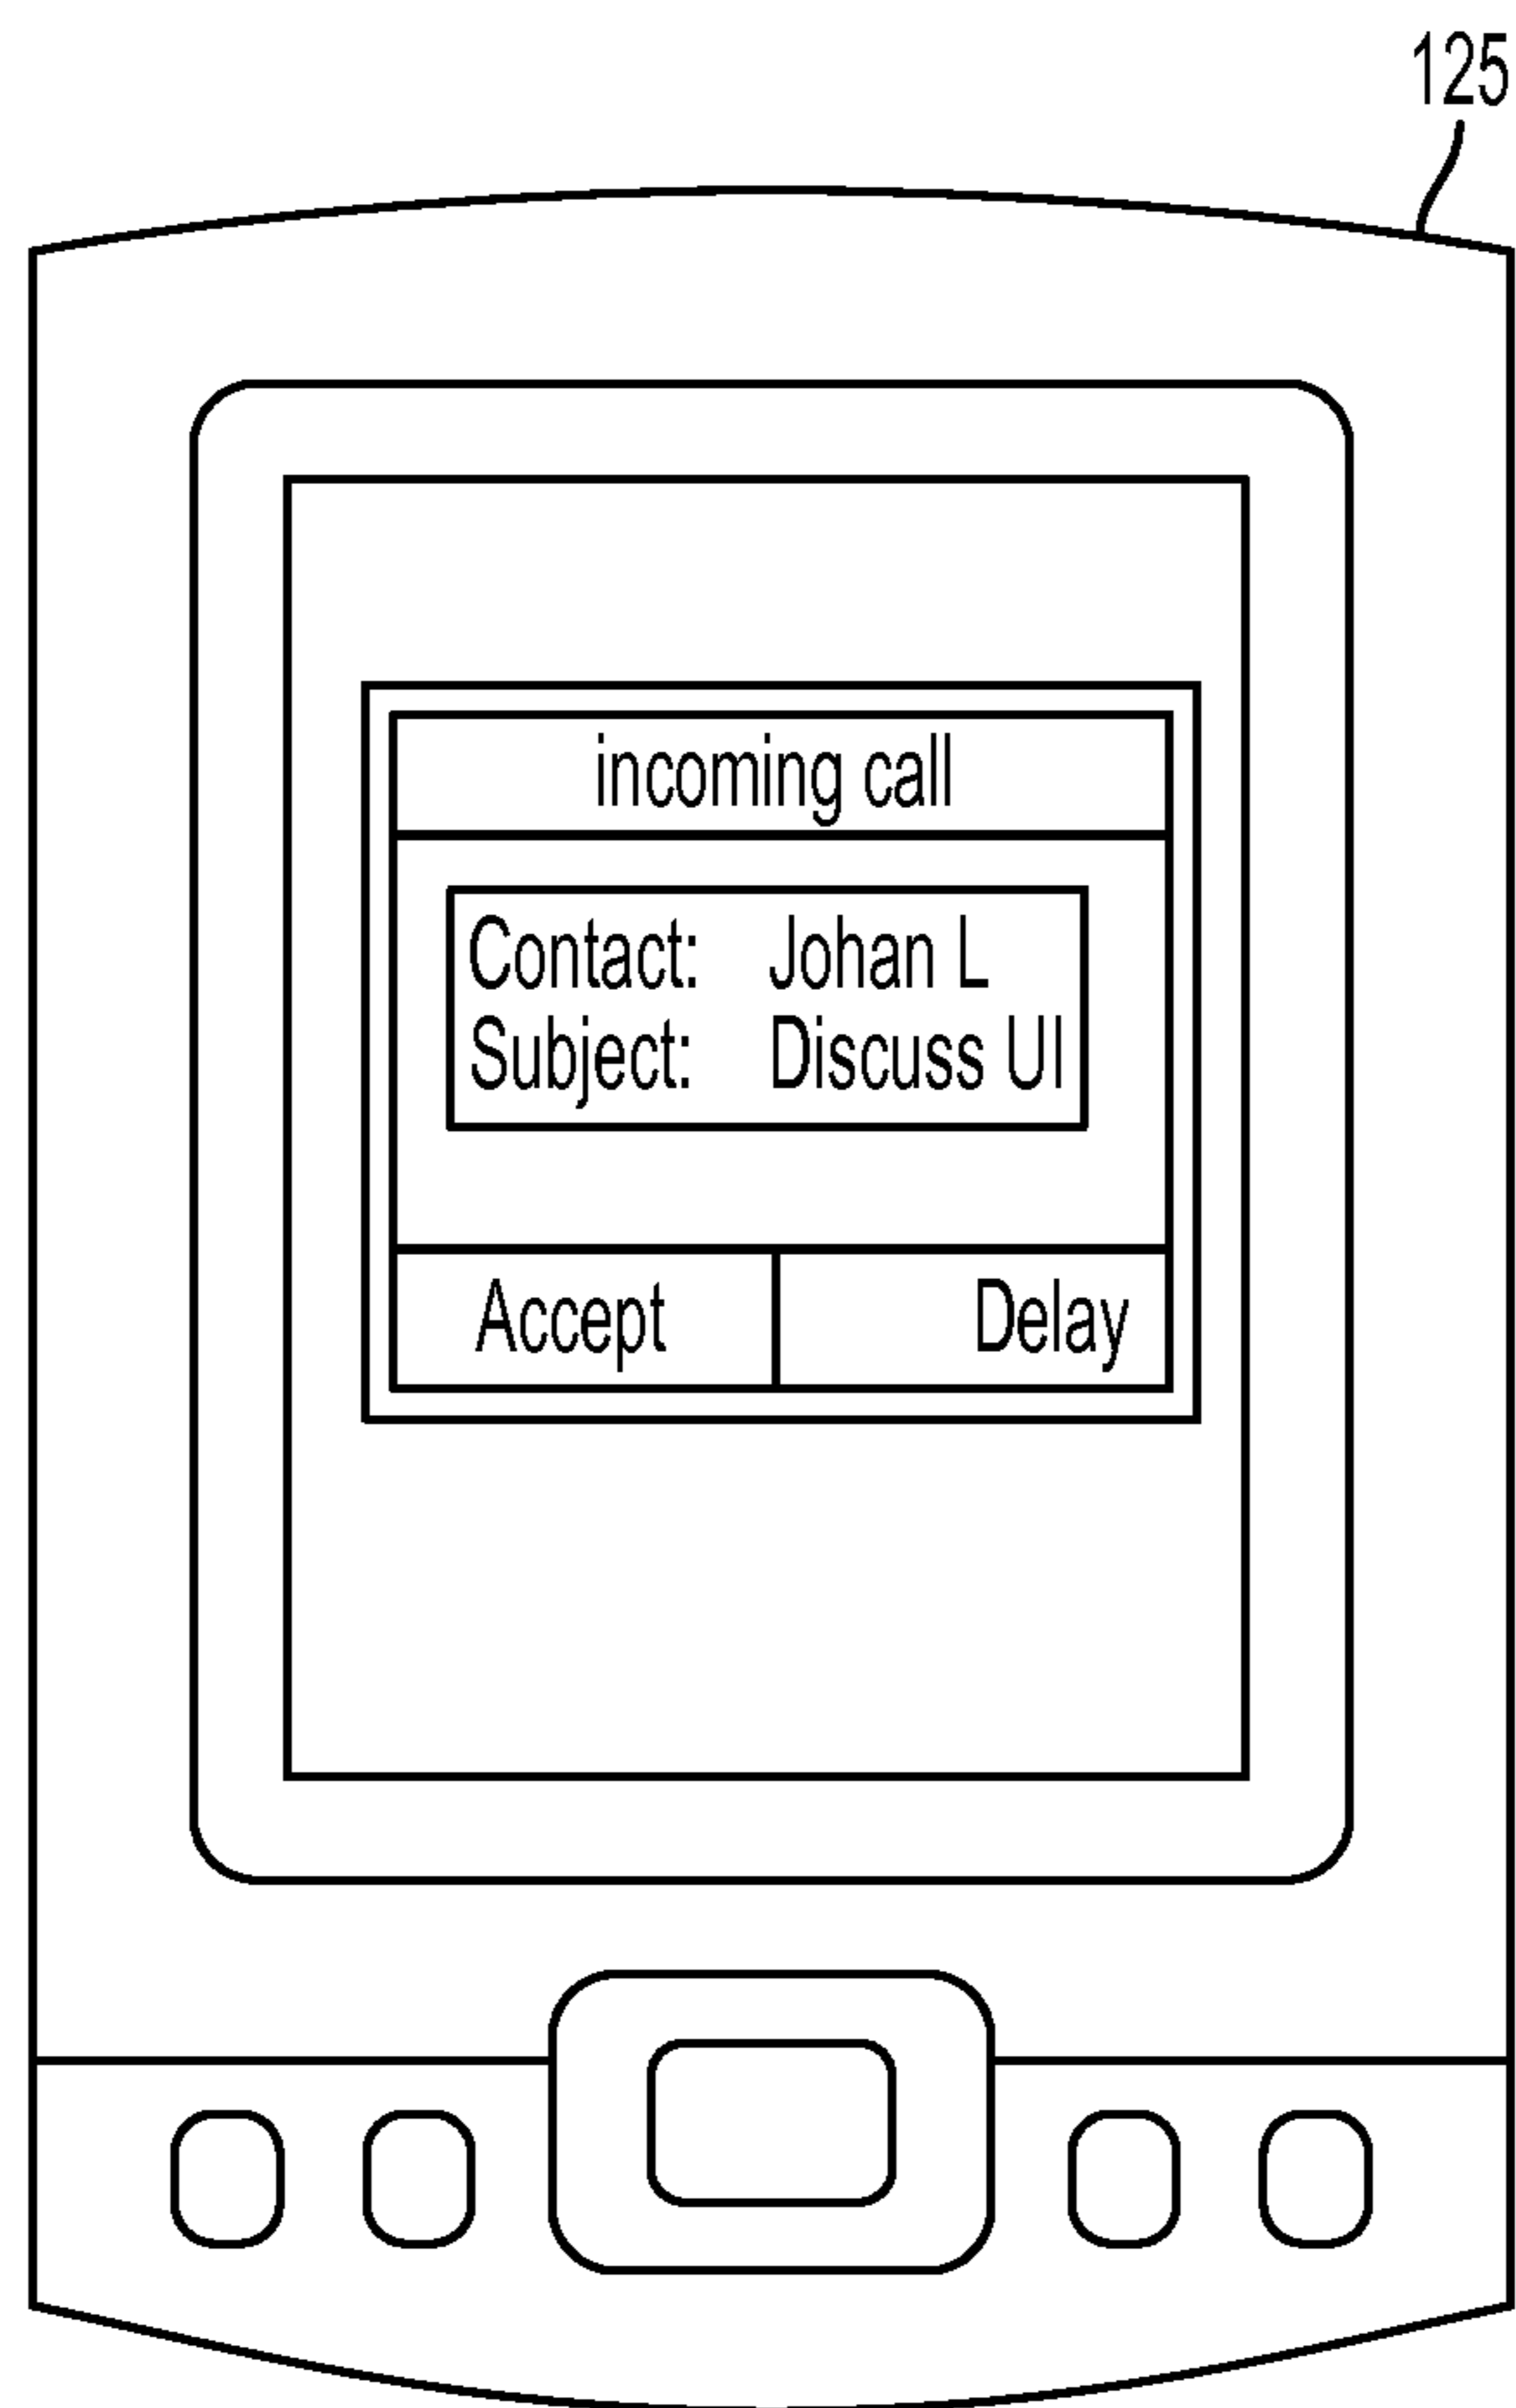 125
incoming call
Contact: Johan L
Subject: Discuss UI
Accept Delay